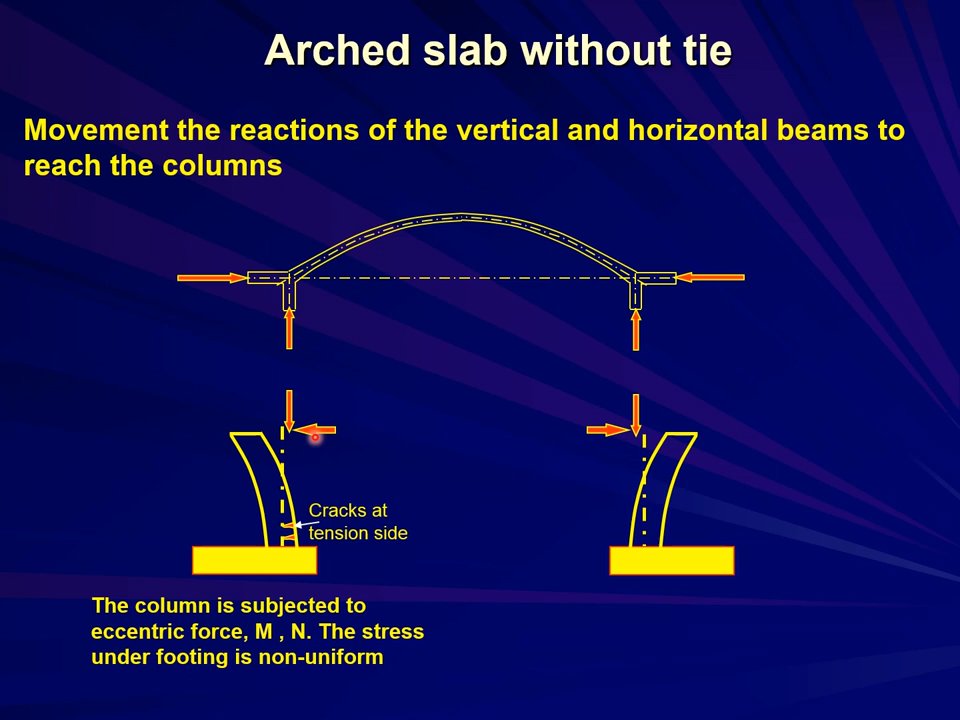 Arched slab without tie
Movement the reactions of the vertical and horizontal beams to
reach the columns
Cracks at
tension side
The column is subjected to
eccentric force, M , N. The stress
under footing is non-uniform